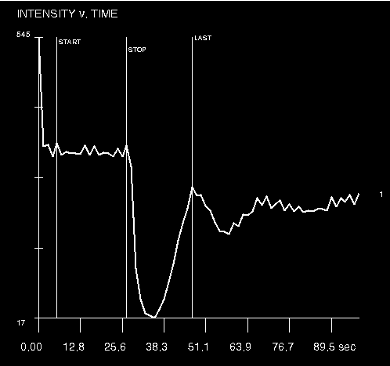 INTENSITY v. TIME
545
START
STOP
LAST
1
17
0.00 12.8 25.6 38.3 51.1 63.9 76.7 89.5 sec